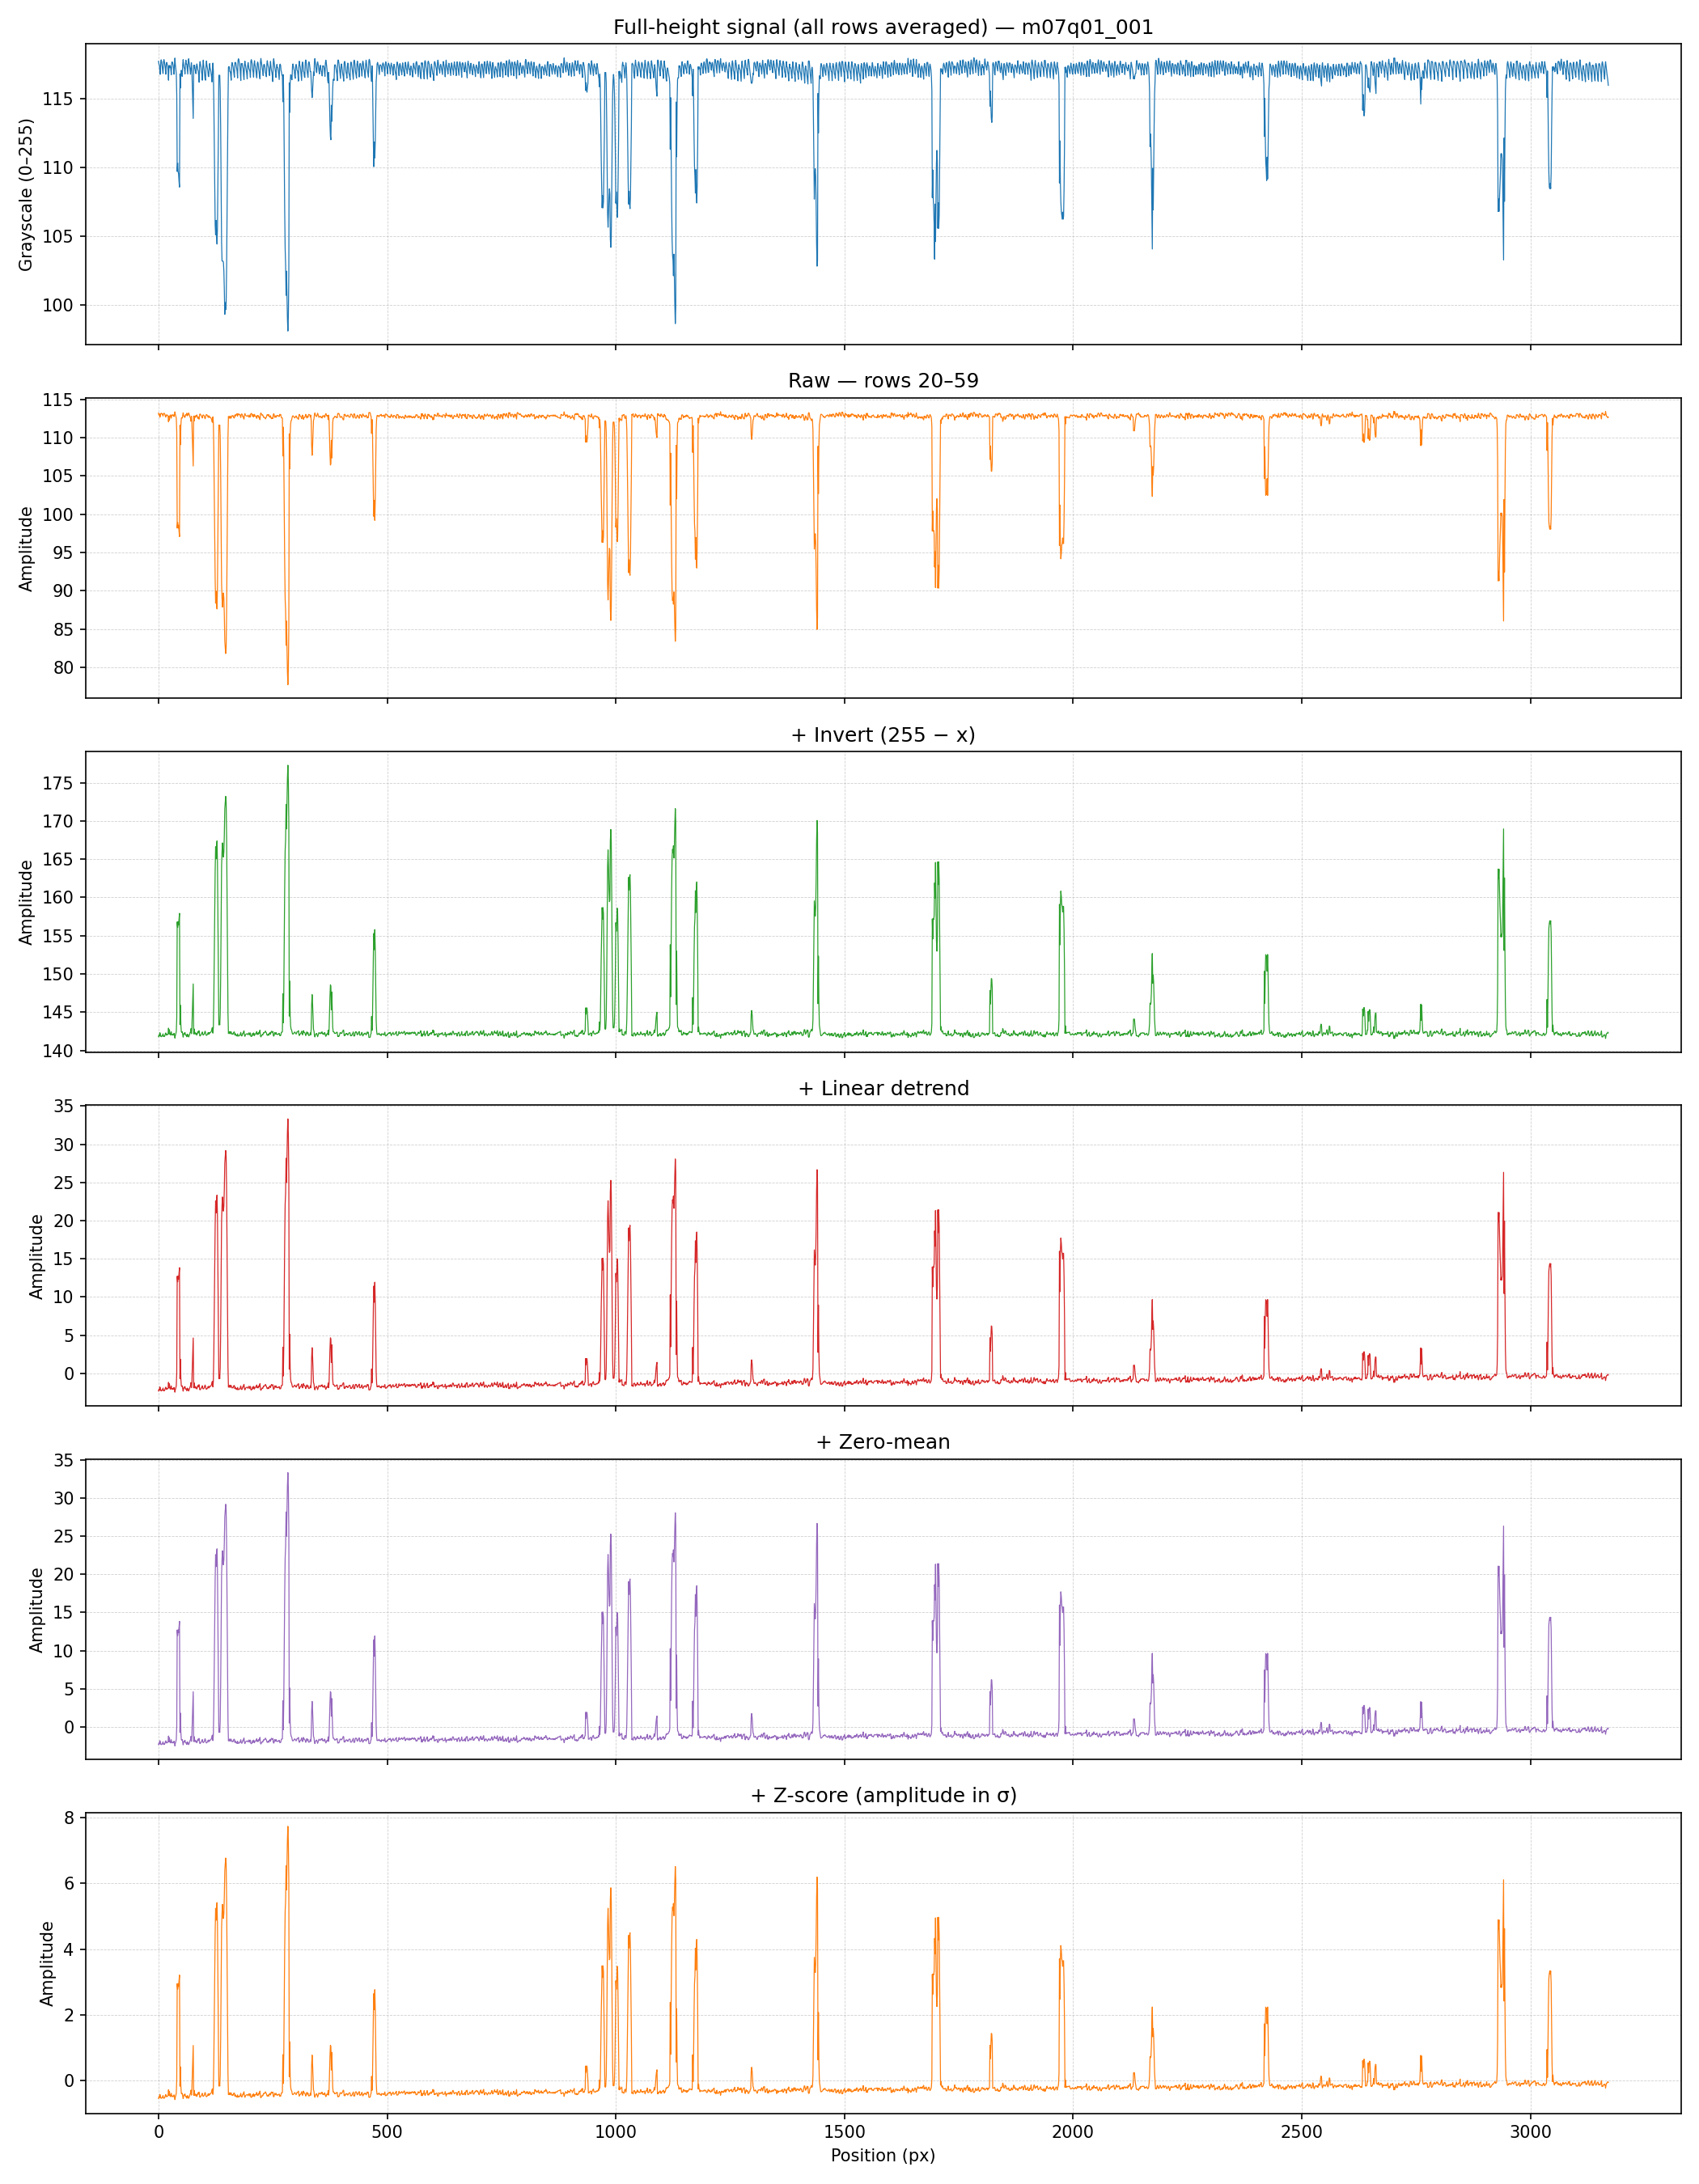 Full-height signal (all rows averaged) — m07q01_001
Grayscale (0–255)
115
110
105
100
Raw — rows 20–59
Amplitude
115
110
105
100
95
90
85
80
+ Invert (255 − x)
Amplitude
175
170
165
160
155
150
145
140
+ Linear detrend
Amplitude
35
30
25
20
15
10
5
0
+ Zero-mean
Amplitude
35
30
25
20
15
10
5
0
+ Z-score (amplitude in σ)
Amplitude
8
6
4
2
0
0 500 1000 1500 2000 2500 3000
Position (px)